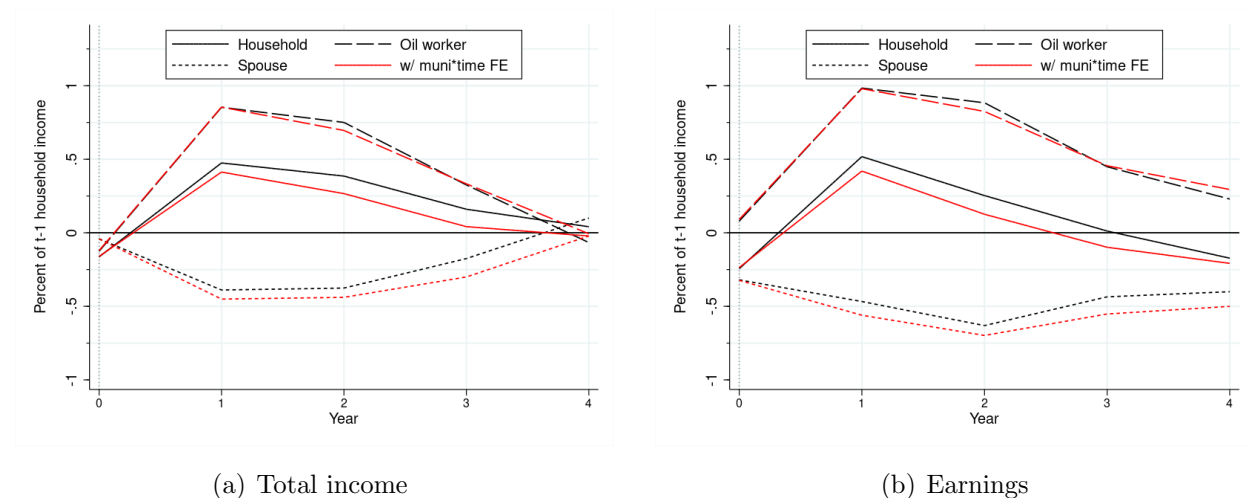 Household
Oil worker
Spouse
w/ muni*time FE
Percent of t-1 household income
1
.5
0
-.5
-1
0 1 2 3 4
Year
(a) Total income
Household
Oil worker
Spouse
w/ muni*time FE
Percent of t-1 household income
1
.5
0
-.5
-1
0 1 2 3 4
Year
(b) Earnings